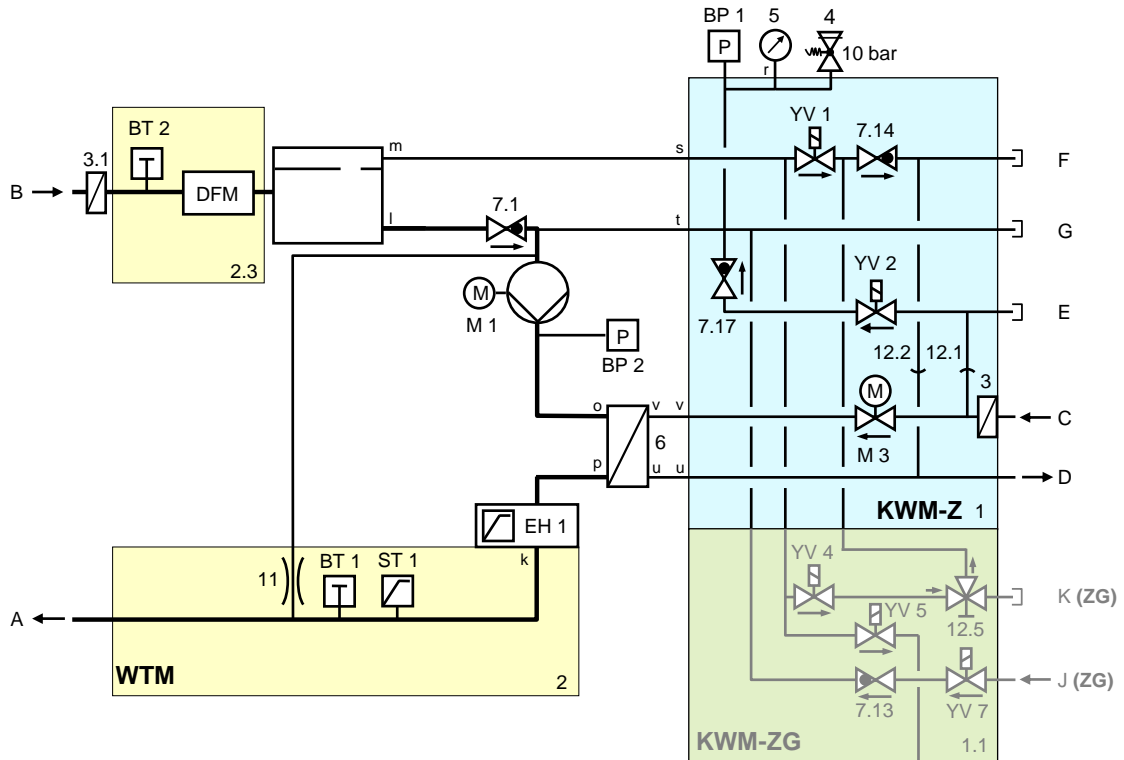 BP 1
5
4
P
10 bar
r
YV 1
7.14
BT 2
3.1
m
s
F
B
DFM
l
7.1
t
G
2.3
YV 2
M
M 1
7.17
E
P
BP 2
12.2
12.1
3
M
o
v
v
C
6
M 3
p
u
u
D
KWM-Z
1
EH 1
k
YV 4
BT 1
ST 1
11
K (ZG)
YV 5
A
12.5
J (ZG)
WTM
2
7.13
YV 7
KWM-ZG
1.1